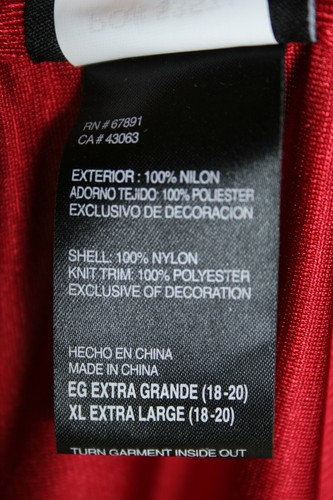 RN # 67891
CA # 43063
EXTERIOR : 100% NILON
ADORNO TEJIDO: 100% POLIESTER
EXCLUSIVO DE DECORACION
SHELL: 100% NYLON
KNIT TRIM: 100% POLYESTER
EXCLUSIVE OF DECORATION
HECHO EN CHINA
MADE IN CHINA
EG EXTRA GRANDE (18-20)
XL EXTRA LARGE (18-20)
TURN GARMENT INSIDE OUT